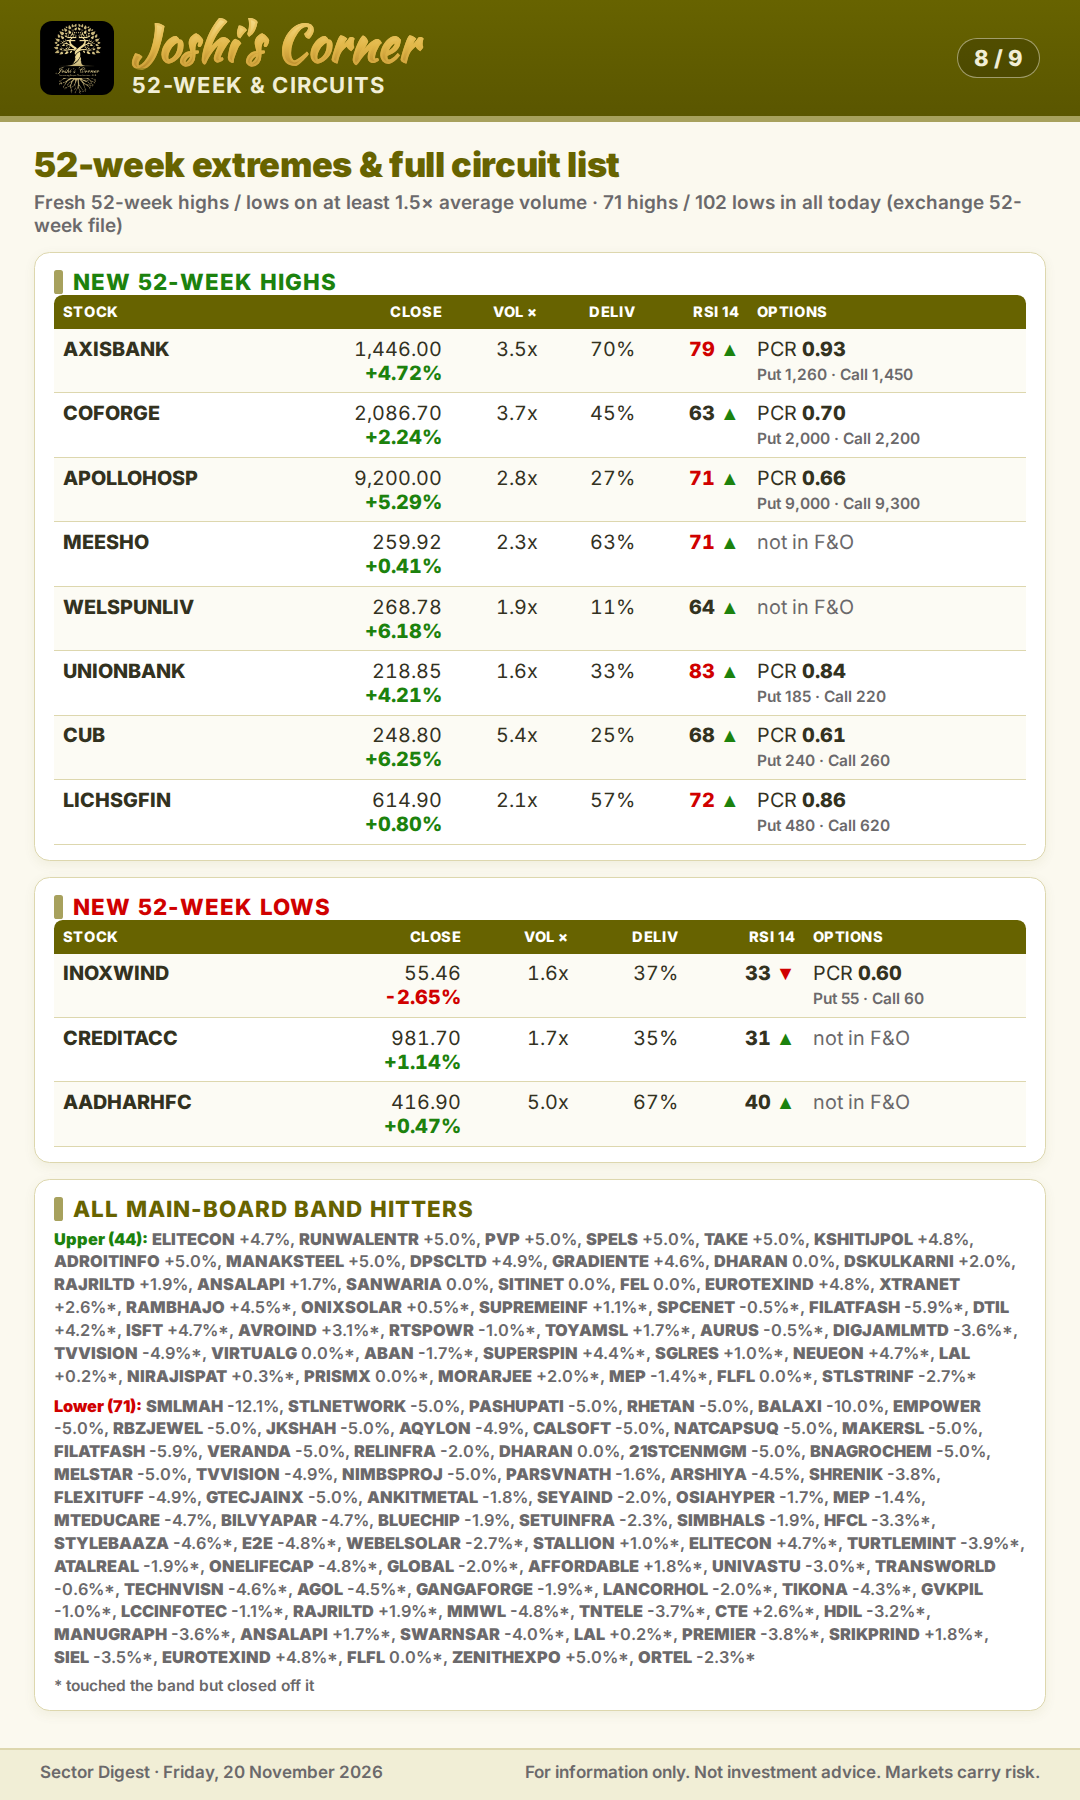 Joshi's Corner
Joshi's Corner
52-WEEK & CIRCUITS
8 / 9
52-week extremes & full circuit list
Fresh 52-week highs / lows on at least 1.5× average volume · 71 highs / 102 lows in all today (exchange 52-
week file)
NEW 52-WEEK HIGHS
STOCK CLOSE VOL × DELIV RSI 14 OPTIONS
AXISBANK 1,446.00 3.5x 70% 79 ▲ PCR 0.93
+4.72% Put 1,260 · Call 1,450
COFORGE 2,086.70 3.7x 45% 63 ▲ PCR 0.70
+2.24% Put 2,000 · Call 2,200
APOLLOHOSP 9,200.00 2.8x 27% 71 ▲ PCR 0.66
+5.29% Put 9,000 · Call 9,300
MEESHO 259.92 2.3x 63% 71 ▲ not in F&O
+0.41%
WELSPUNLIV 268.78 1.9x 11% 64 ▲ not in F&O
+6.18%
UNIONBANK 218.85 1.6x 33% 83 ▲ PCR 0.84
+4.21% Put 185 · Call 220
CUB 248.80 5.4x 25% 68 ▲ PCR 0.61
+6.25% Put 240 · Call 260
LICHSGFIN 614.90 2.1x 57% 72 ▲ PCR 0.86
+0.80% Put 480 · Call 620
NEW 52-WEEK LOWS
STOCK CLOSE VOL × DELIV RSI 14 OPTIONS
INOXWIND 55.46 1.6x 37% 33 ▼ PCR 0.60
-2.65% Put 55 · Call 60
CREDITACC 981.70 1.7x 35% 31 ▲ not in F&O
+1.14%
AADHARHFC 416.90 5.0x 67% 40 ▲ not in F&O
+0.47%
ALL MAIN-BOARD BAND HITTERS
Upper (44): ELITECON +4.7%, RUNWALENTR +5.0%, PVP +5.0%, SPELS +5.0%, TAKE +5.0%, KSHITIJPOL +4.8%,
ADROITINFO +5.0%, MANAKSTEEL +5.0%, DPSCLTD +4.9%, GRADIENTE +4.6%, DHARAN 0.0%, DSKULKARNI +2.0%,
RAJRILTD +1.9%, ANSALAPI +1.7%, SANWARIA 0.0%, SITINET 0.0%, FEL 0.0%, EUROTEXIND +4.8%, XTRANET
+2.6%*, RAMBHAJO +4.5%*, ONIXSOLAR +0.5%*, SUPREMEINF +1.1%*, SPCENET -0.5%*, FILATFASH -5.9%*, DTIL
+4.2%*, ISFT +4.7%*, AVROIND +3.1%*, RTSPOWR -1.0%*, TOYAMSL +1.7%*, AURUS -0.5%*, DIGJAMLMTD -3.6%*,
TVVISION -4.9%*, VIRTUALG 0.0%*, ABAN -1.7%*, SUPERSPIN +4.4%*, SGLRES +1.0%*, NEUEON +4.7%*, LAL
+0.2%*, NIRAJISPAT +0.3%*, PRISMX 0.0%*, MORARJEE +2.0%*, MEP -1.4%*, FLFL 0.0%*, STLSTRINF -2.7%*
Lower (71): SMLMAH -12.1%, STLNETWORK -5.0%, PASHUPATI -5.0%, RHETAN -5.0%, BALAXI -10.0%, EMPOWER
-5.0%, RBZJEWEL -5.0%, JKSHAH -5.0%, AQYLON -4.9%, CALSOFT -5.0%, NATCAPSUQ -5.0%, MAKERSL -5.0%,
FILATFASH -5.9%, VERANDA -5.0%, RELINFRA -2.0%, DHARAN 0.0%, 21STCENMGM -5.0%, BNAGROCHEM -5.0%,
MELSTAR -5.0%, TVVISION -4.9%, NIMBSPROJ -5.0%, PARSVNATH -1.6%, ARSHIYA -4.5%, SHRENIK -3.8%,
FLEXITUFF -4.9%, GTECJAINX -5.0%, ANKITMETAL -1.8%, SEYAIND -2.0%, OSIAHYPER -1.7%, MEP -1.4%,
MTEDUCARE -4.7%, BILVYAPAR -4.7%, BLUECHIP -1.9%, SETUINFRA -2.3%, SIMBHALS -1.9%, HFCL -3.3%*,
STYLEBAAZA -4.6%*, E2E -4.8%*, WEBELSOLAR -2.7%*, STALLION +1.0%*, ELITECON +4.7%*, TURTLEMINT -3.9%*,
ATALREAL -1.9%*, ONELIFECAP -4.8%*, GLOBAL -2.0%*, AFFORDABLE +1.8%*, UNIVASTU -3.0%*, TRANSWORLD
-0.6%*, TECHNVISN -4.6%*, AGOL -4.5%*, GANGAFORGE -1.9%*, LANCORHOL -2.0%*, TIKONA -4.3%*, GVKPIL
-1.0%*, LCCINFOTEC -1.1%*, RAJRILTD +1.9%*, MMWL -4.8%*, TNTELE -3.7%*, CTE +2.6%*, HDIL -3.2%*,
MANUGRAPH -3.6%*, ANSALAPI +1.7%*, SWARNSAR -4.0%*, LAL +0.2%*, PREMIER -3.8%*, SRIKPRIND +1.8%*,
SIEL -3.5%*, EUROTEXIND +4.8%*, FLFL 0.0%*, ZENITHEXPO +5.0%*, ORTEL -2.3%*
* touched the band but closed off it
Sector Digest · Friday, 20 November 2026
For information only. Not investment advice. Markets carry risk.